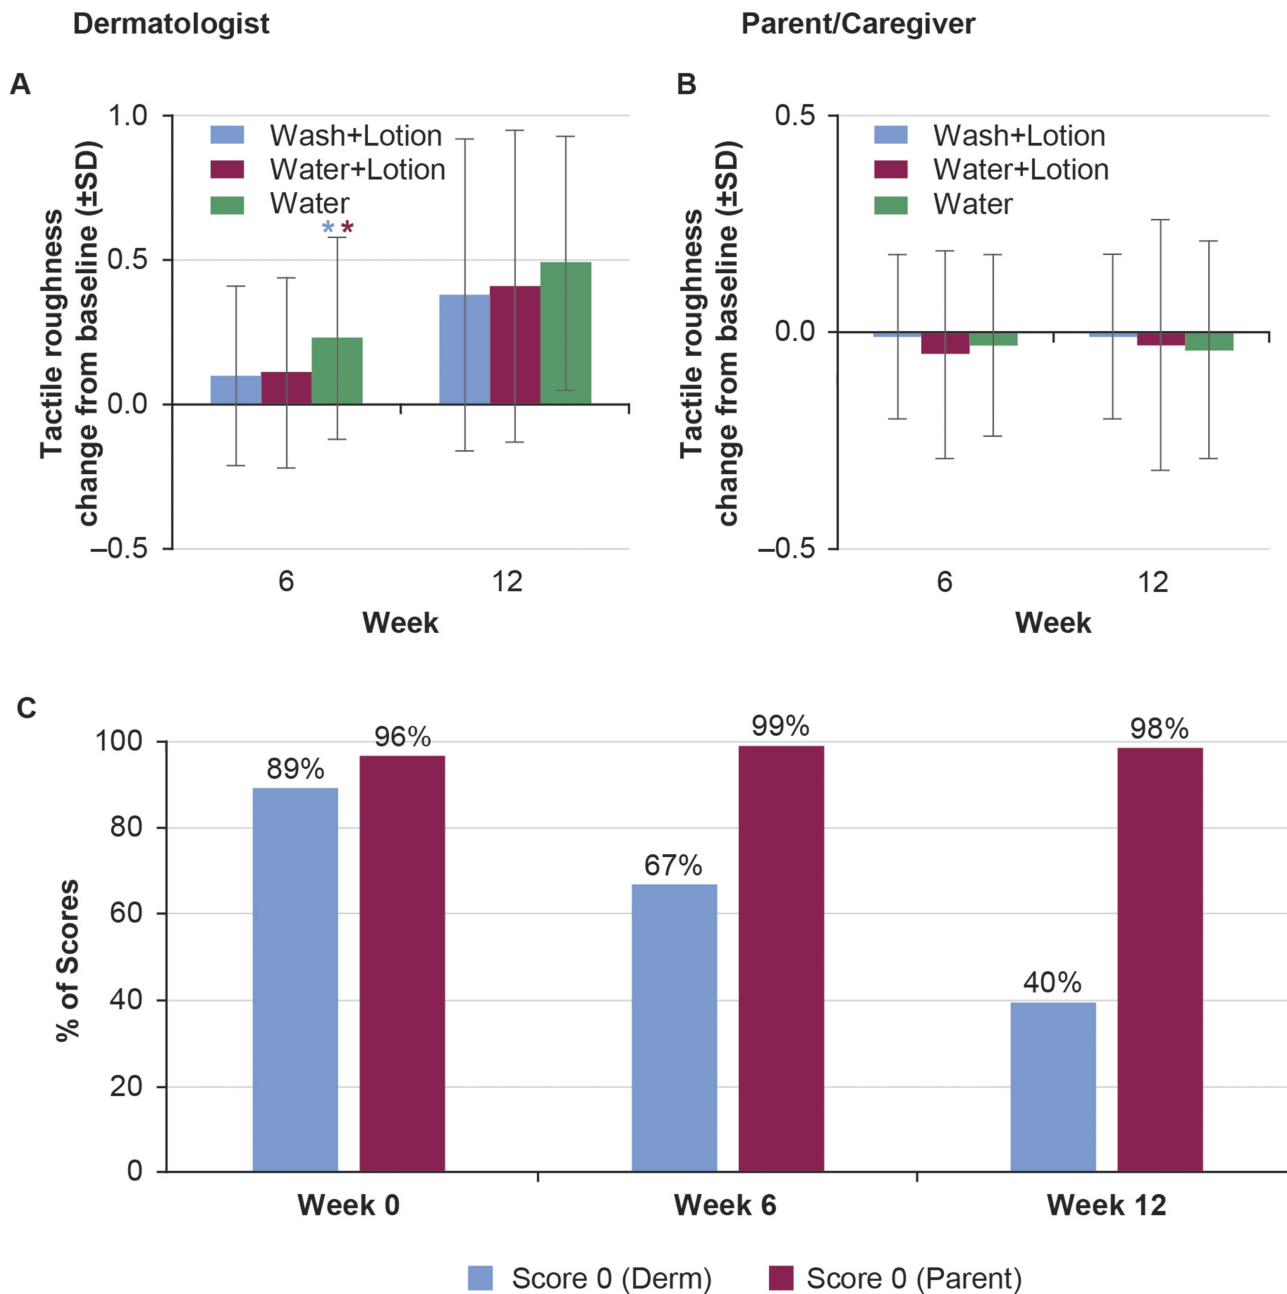 Dermatologist
Parent/Caregiver
A
B
Tactile roughness
change from baseline (±SD)
1.0
0.5
0.0
–0.5
Wash+Lotion
Water+Lotion
Water
* *
6
12
Week
Tactile roughness
change from baseline (±SD)
0.5
0.0
–0.5
Wash+Lotion
Water+Lotion
Water
6
12
Week
C
% of Scores
100
80
60
40
20
0
89%
96%
67%
99%
40%
98%
Week 0
Week 6
Week 12
Score 0 (Derm)
Score 0 (Parent)